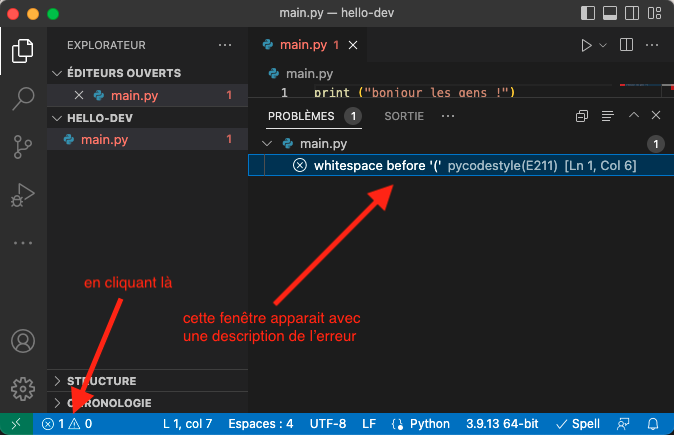 main.py — hello-dev
EXPLORATEUR
ÉDITEURS OUVERTS
main.py 1
HELLO-DEV
main.py 1
STRUCTURE
CHRONOLOGIE
main.py 1
main.py
1 print ("bonjour les gens !")
PROBLÈMES 1 SORTIE
main.py 1
whitespace before '(' pycodestyle(E211) [Ln 1, Col 6]
en cliquant là
cette fenêtre apparait avec
une description de l'erreur
1 0 L 1, col 7 Espaces : 4 UTF-8 LF Python 3.9.13 64-bit Spell